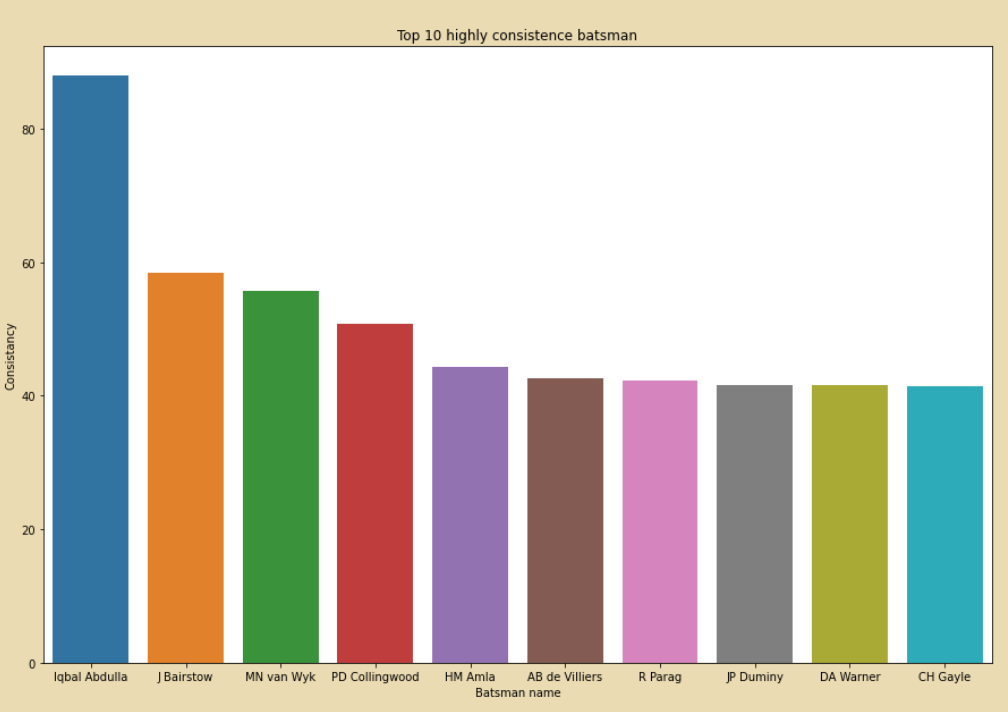 Top 10 highly consistence batsman
Consistancy
80
60
40
20
0
Iqbal Abdulla J Bairstow MN van Wyk PD Collingwood HM Amla AB de Villiers R Parag JP Duminy DA Warner CH Gayle
Batsman name